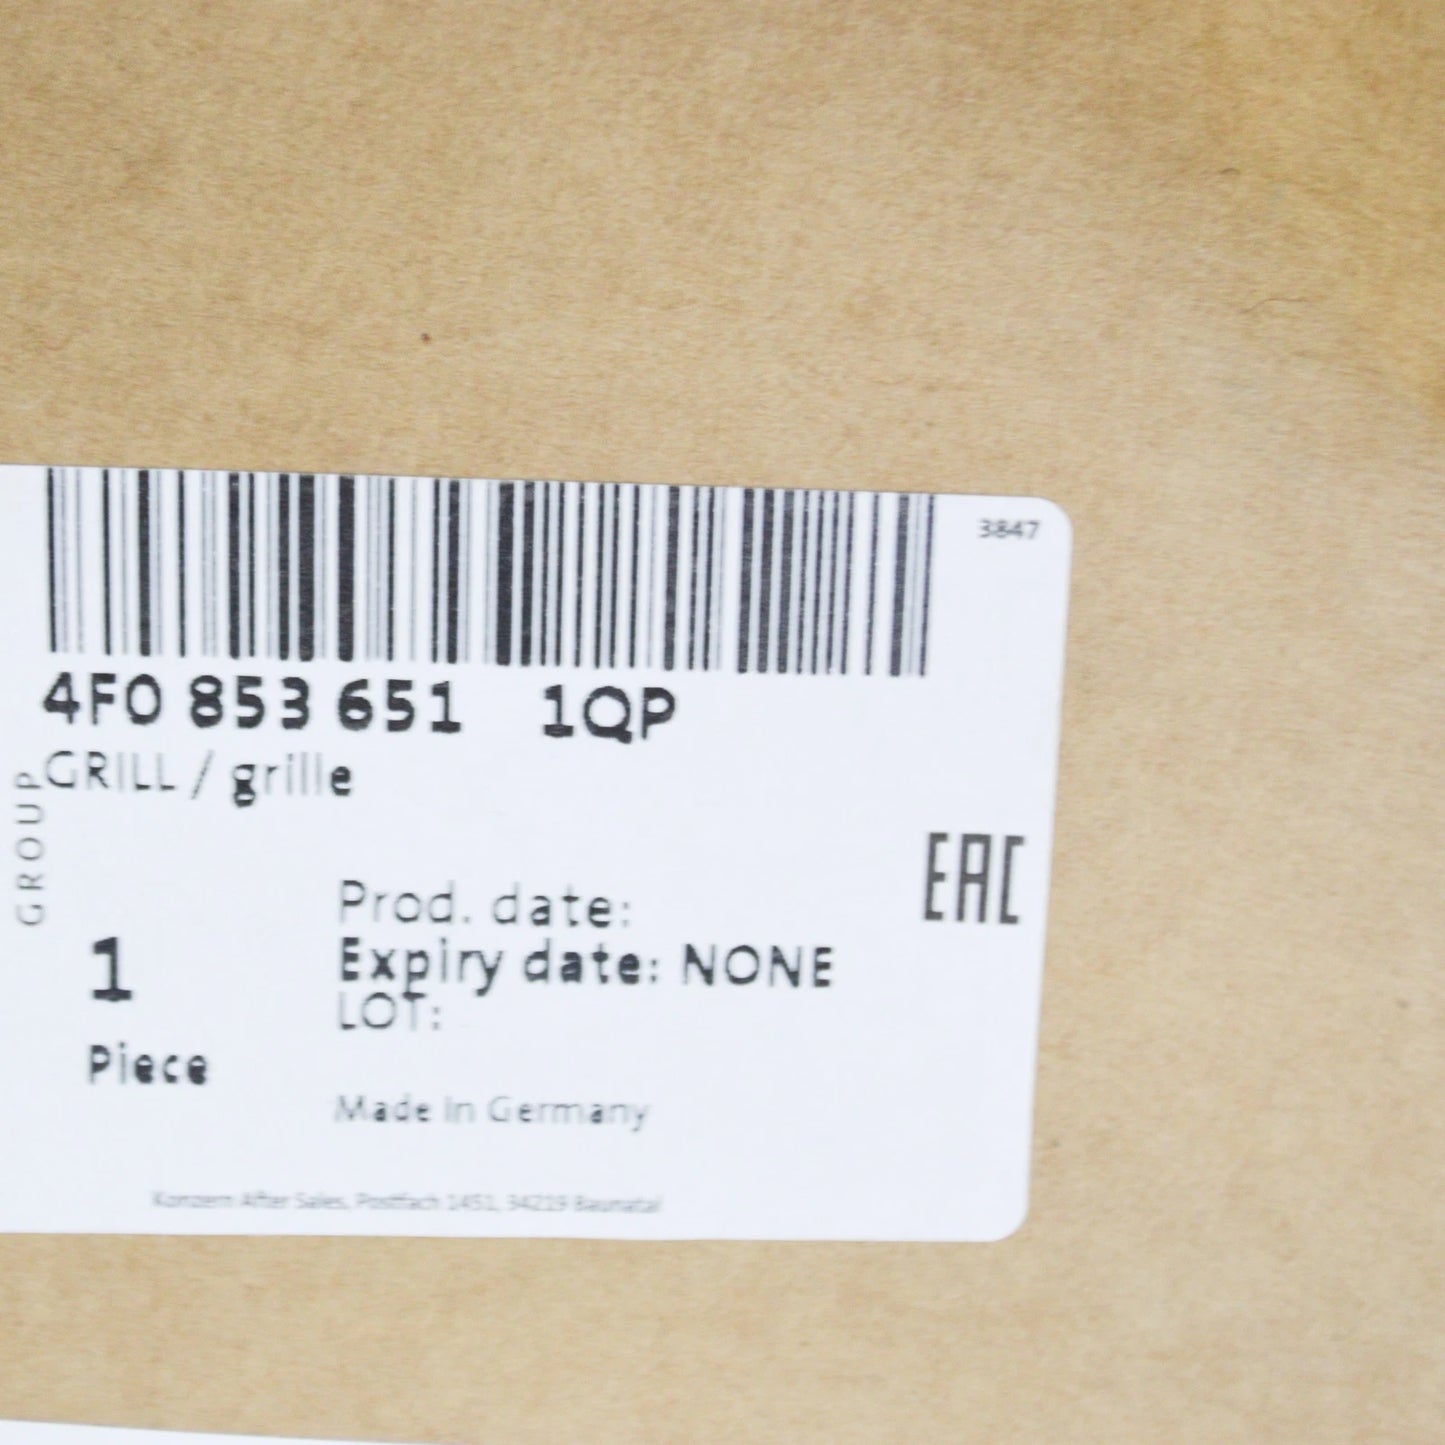 3847
4F0 853 651 1QP
GRILL / grille
GROUP
EAC
Prod. date:
1
Expiry date: NONE
LOT:
Piece
Made In Germany
Konzern After Sales, Postfach 1451, 34219 Baunatal